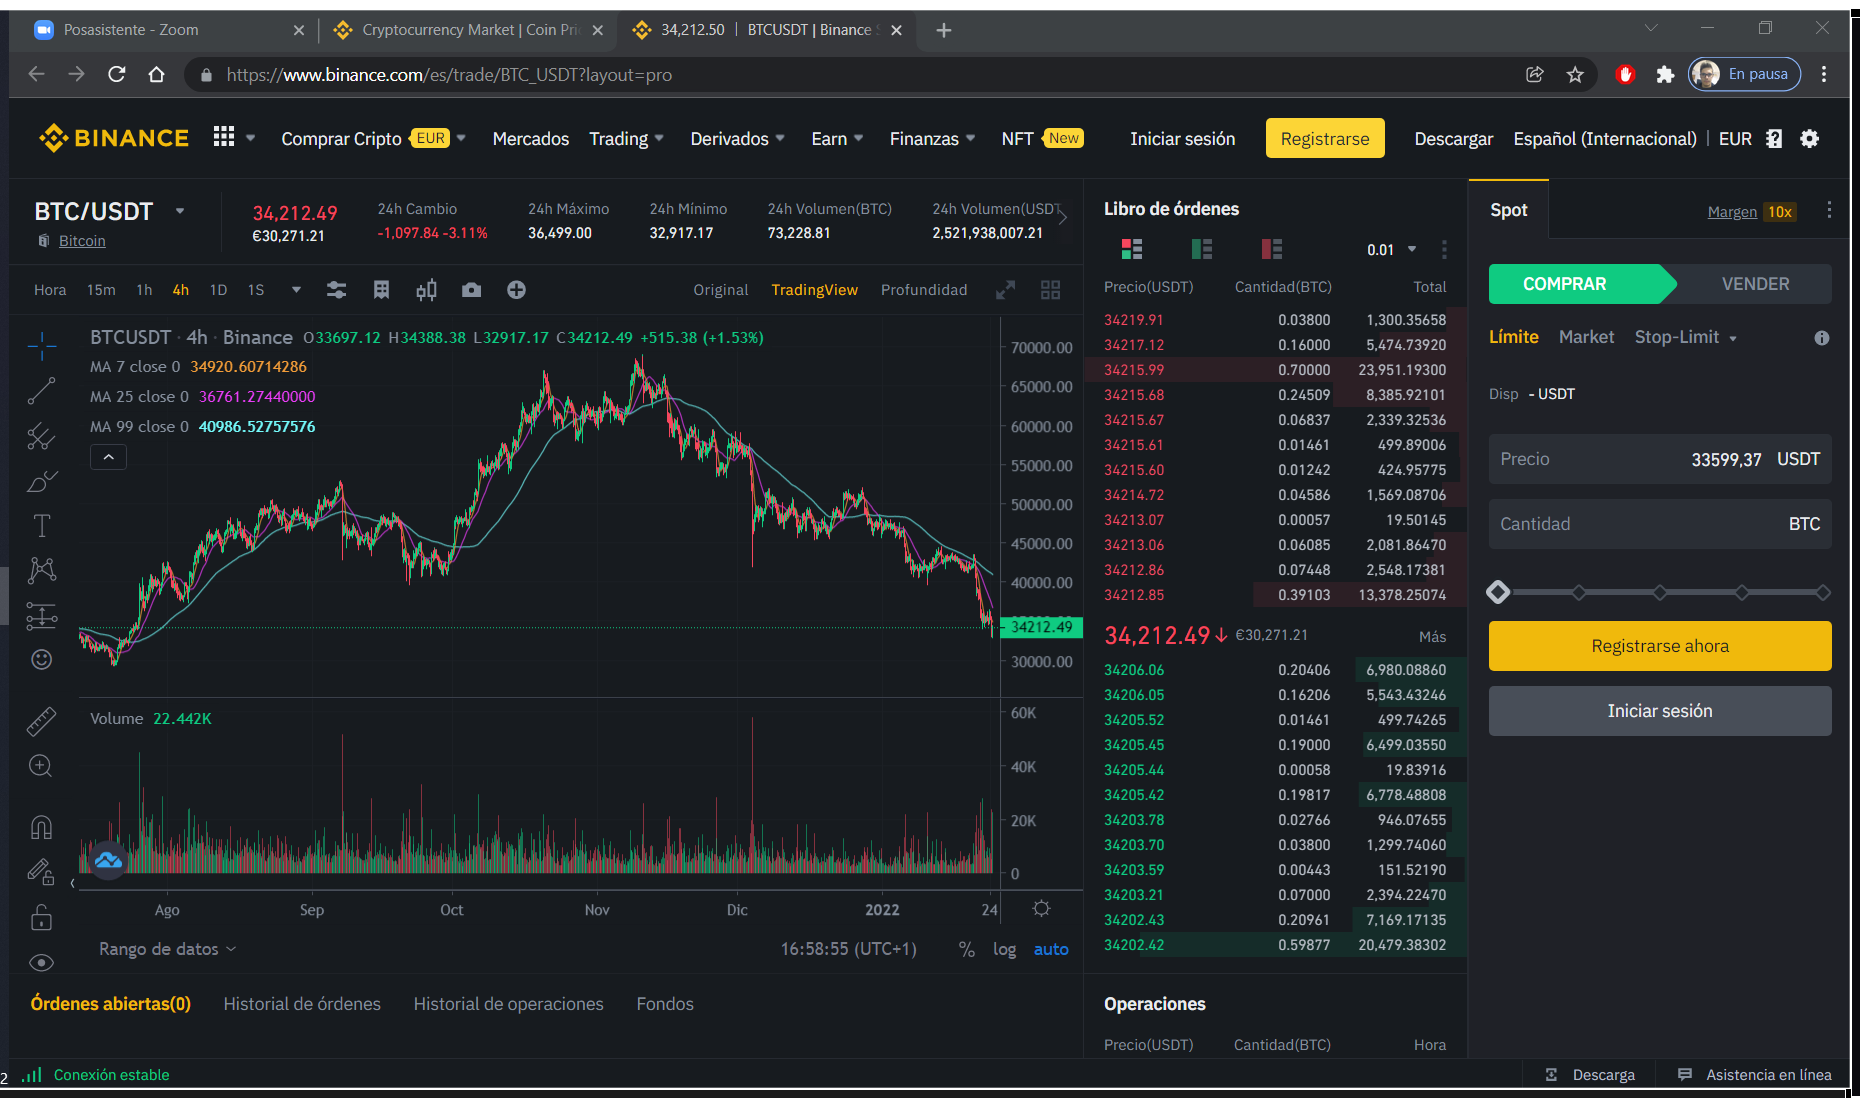 Posasistente - Zoom
Cryptocurrency Market | Coin Pri
34,212.50 | BTCUSDT | Binance S
https://www.binance.com/es/trade/BTC_USDT?layout=pro
En pausa
BINANCE
Comprar Cripto EUR
Mercados
Trading
Derivados
Earn
Finanzas
NFT New
Iniciar sesión
Registrarse
Descargar
Español (Internacional) | EUR
BTC/USDT
Bitcoin
34,212.49
€30,271.21
24h Cambio
-1,097.84 -3.11%
24h Máximo
36,499.00
24h Mínimo
32,917.17
24h Volumen(BTC)
73,228.81
24h Volumen(USDT
2,521,938,007.21
Hora 15m 1h 4h 1D 1S
Original TradingView Profundidad
BTCUSDT · 4h · Binance O33697.12 H34388.38 L32917.17 C34212.49 +515.38 (+1.53%)
MA 7 close 0 34920.60714286
MA 25 close 0 36761.27440000
MA 99 close 0 40986.52757576
70000.00
65000.00
60000.00
55000.00
50000.00
45000.00
40000.00
34212.49
30000.00
Volume 22.442K
60K
40K
20K
0
Ago Sep Oct Nov Dic 2022 24
Rango de datos
16:58:55 (UTC+1) % log auto
Órdenes abiertas(0) Historial de órdenes Historial de operaciones Fondos
Libro de órdenes
0.01
Precio(USDT) Cantidad(BTC) Total
34219.91 0.03800 1,300.35658
34217.12 0.16000 5,474.73920
34215.99 0.70000 23,951.19300
34215.68 0.24509 8,385.92101
34215.67 0.06837 2,339.32536
34215.61 0.01461 499.89006
34215.60 0.01242 424.95775
34214.72 0.04586 1,569.08706
34213.07 0.00057 19.50145
34213.06 0.06085 2,081.86470
34212.86 0.07448 2,548.17381
34212.85 0.39103 13,378.25074
34,212.49↓ €30,271.21 Más
34206.06 0.20406 6,980.08860
34206.05 0.16206 5,543.43246
34205.52 0.01461 499.74265
34205.45 0.19000 6,499.03550
34205.44 0.00058 19.83916
34205.42 0.19817 6,778.48808
34203.78 0.02766 946.07655
34203.70 0.03800 1,299.74060
34203.59 0.00443 151.52190
34203.21 0.07000 2,394.22470
34202.43 0.20961 7,169.17135
34202.42 0.59877 20,479.38302
Operaciones
Precio(USDT) Cantidad(BTC) Hora
Spot
Margen 10x
COMPRAR
VENDER
Límite Market Stop-Limit
Disp - USDT
Precio 33599,37 USDT
Cantidad BTC
Registrarse ahora
Iniciar sesión
2
Conexión estable
Descarga
Asistencia en línea